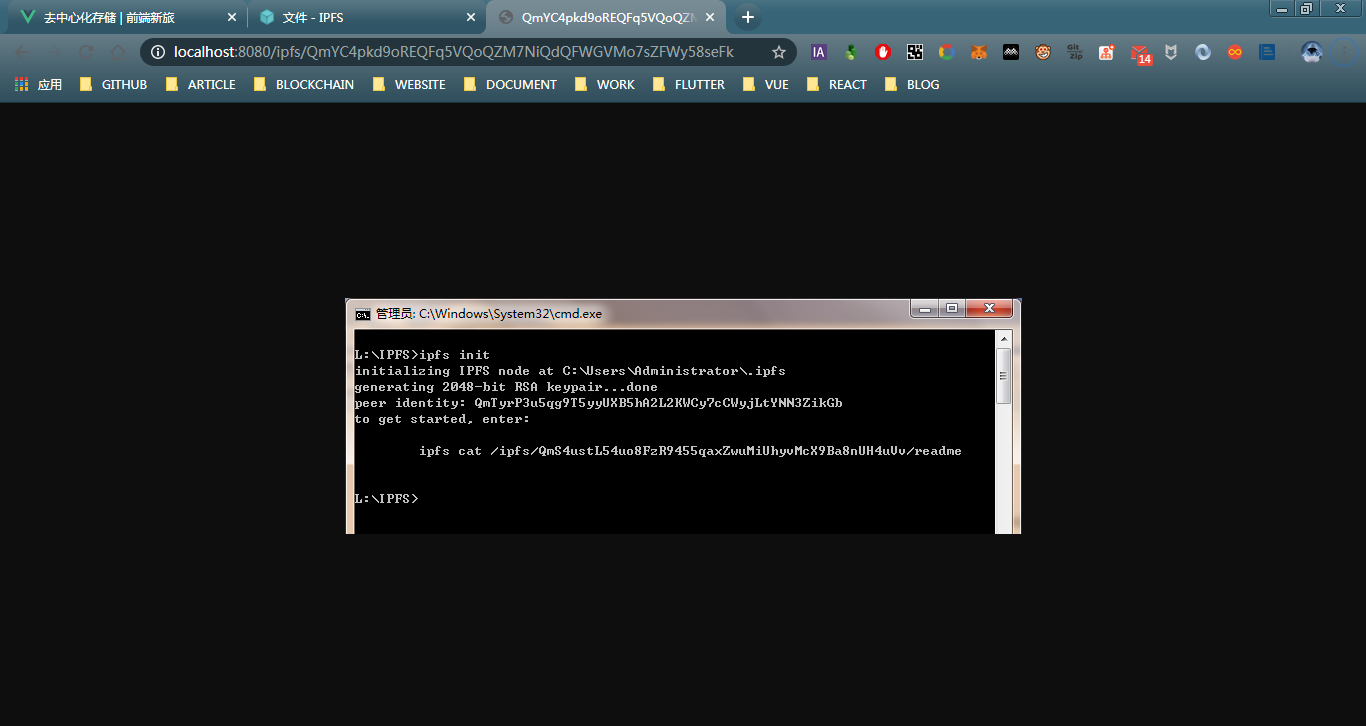 去中心化存储 | 前端新旅
文件 - IPFS
QmYC4pkd9oREQFq5VQoQZN
localhost:8080/ipfs/QmYC4pkd9oREQFq5VQoQZM7NiQdQFWGVMo7sZFWy58seFk
IA
Git
zip
14
应用
GITHUB
ARTICLE
BLOCKCHAIN
WEBSITE
DOCUMENT
WORK
FLUTTER
VUE
REACT
BLOG
管理员: C:\Windows\System32\cmd.exe
L:\IPFS>ipfs init
initializing IPFS node at C:\Users\Administrator\.ipfs
generating 2048-bit RSA keypair...done
peer identity: QmTyrP3u5qg9T5yyUXB5hA2L2KWCy7cCWyjLtYNN3ZikGb
to get started, enter:
ipfs cat /ipfs/QmS4ustL54uo8FzR9455qaxZwuMiUhyvMcX9Ba8nUH4uVv/readme
L:\IPFS>